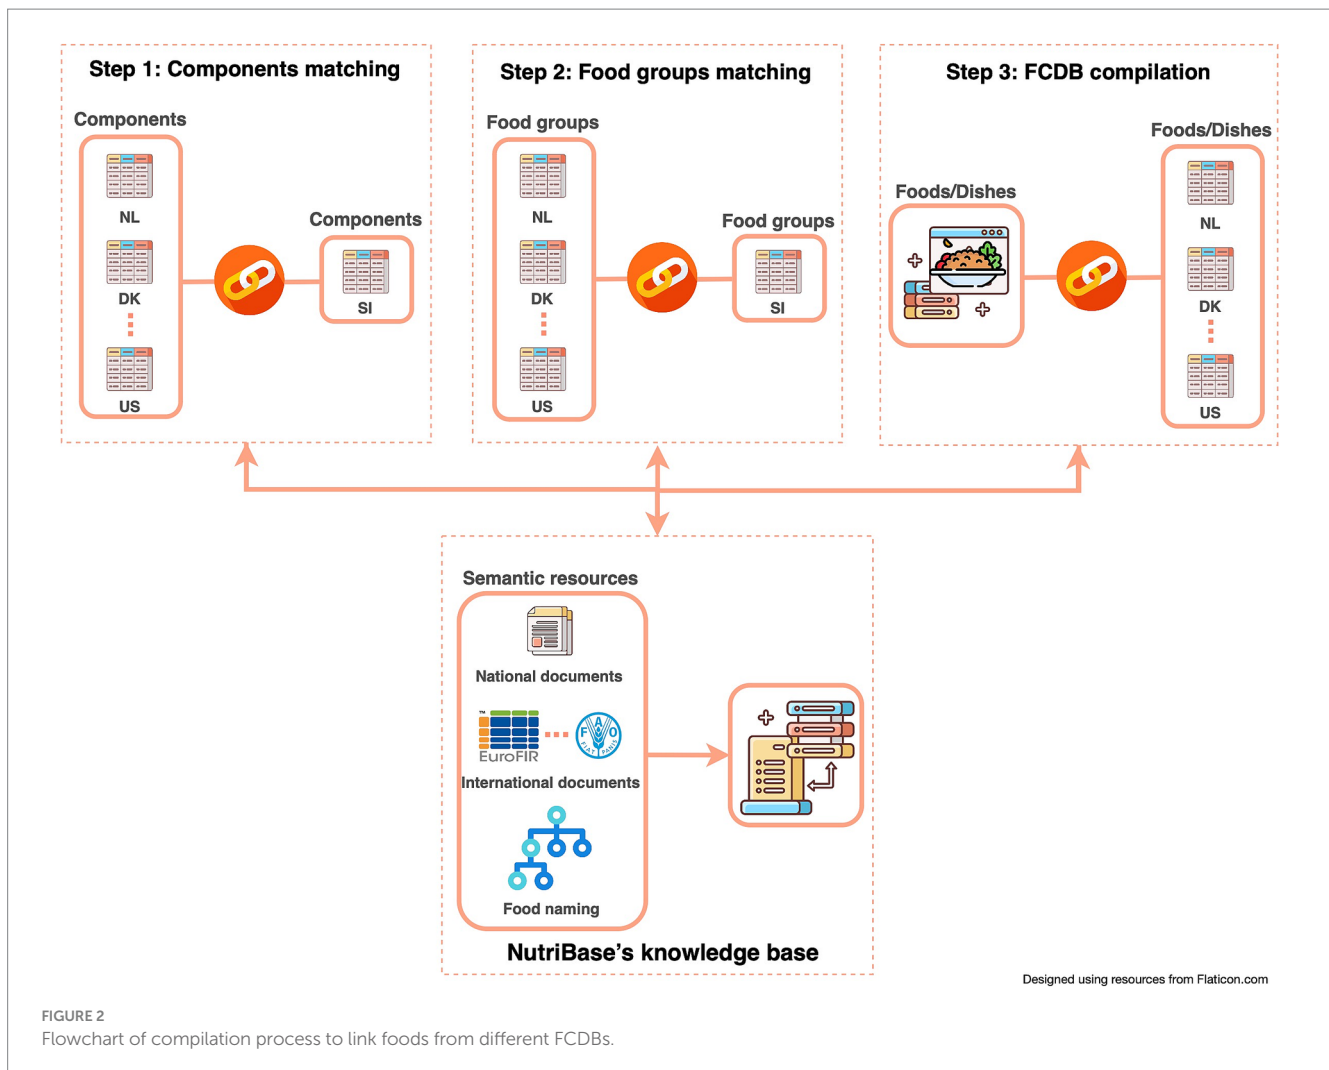 Step 1: Components matching
Components
NL
DK
US
Components
SI
Step 2: Food groups matching
Food groups
NL
DK
US
Food groups
SI
Step 3: FCDB compilation
Foods/Dishes
Foods/Dishes
NL
DK
US
Semantic resources
National documents
™
EuroFIR
F A O
FIAT PANIS
International documents
Food naming
NutriBase’s knowledge base
Designed using resources from Flaticon.com
FIGURE 2
Flowchart of compilation process to link foods from different FCDBs.